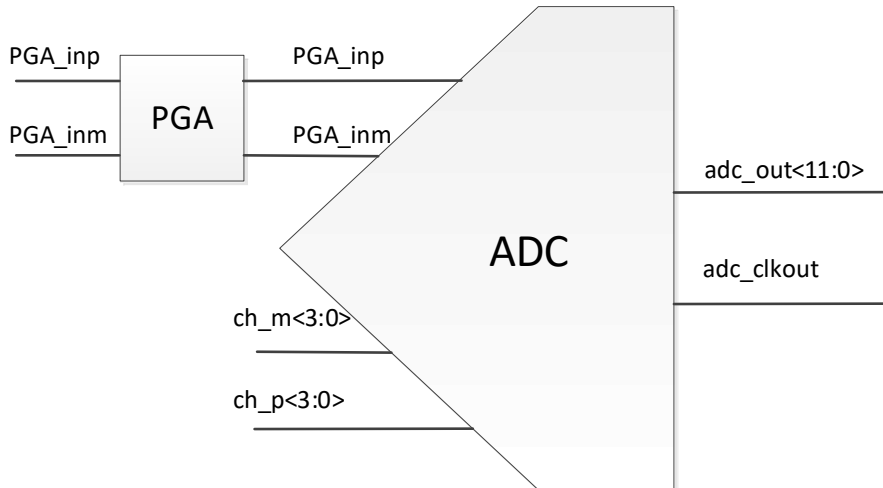 PGA_inp
PGA_inp
PGA
PGA_inm
PGA_inm
adc_out<11:0>
ADC
adc_clkout
ch_m<3:0>
ch_p<3:0>